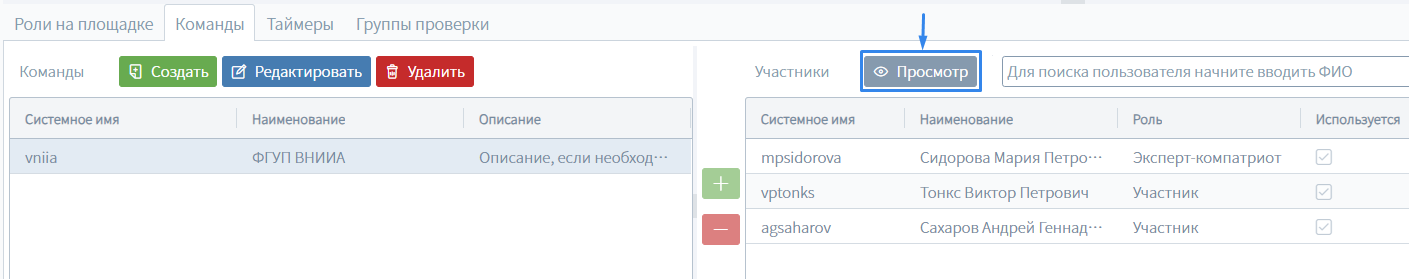 Роли на площадке Команды Таймеры Группы проверки
Команды Создать Редактировать Удалить Участники Просмотр Для поиска пользователя начните вводить ФИО
Системное имя Наименование Описание Системное имя Наименование Роль Используется
vniia ФГУП ВНИИА Описание, если необход··· mpsidorova Сидорова Мария Петро··· Эксперт-компатриот
vptonks Тонкс Виктор Петрович Участник
agsaharov Сахаров Андрей Геннад··· Участник